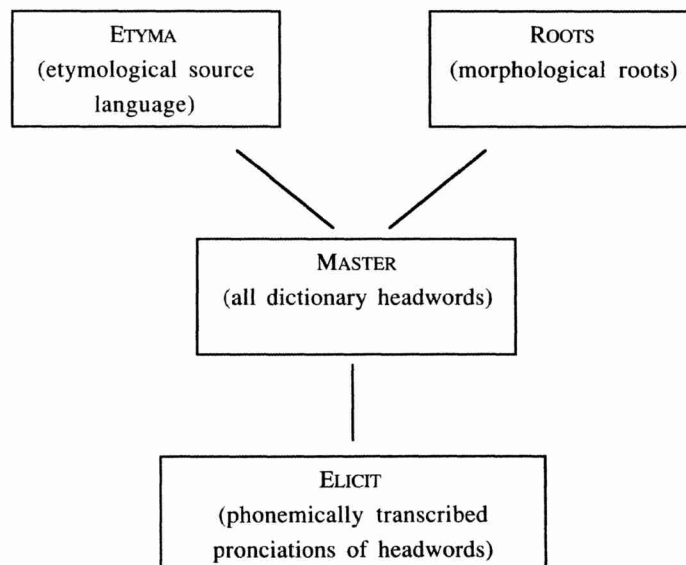 ETYMA
(etymological source
language)
ROOTS
(morphological roots)
MASTER
(all dictionary headwords)
ELICIT
(phonemically transcribed
pronciations of headwords)